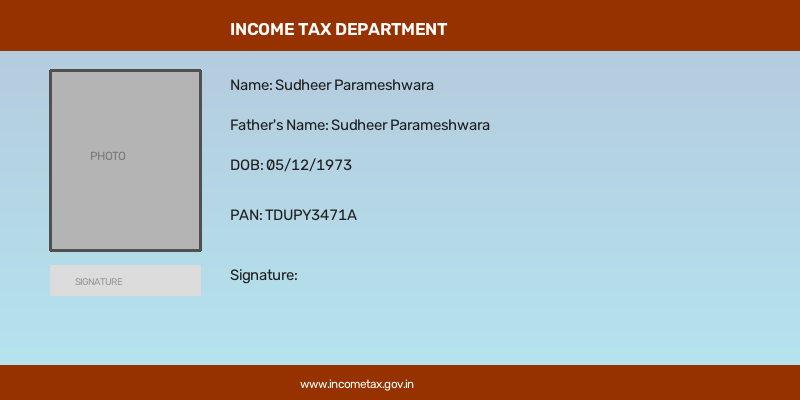 INCOME TAX DEPARTMENT
Name: Sudheer Parameshwara
Father's Name: Sudheer Parameshwara
PHOTO
DOB: 05/12/1973
PAN: TDUPY3471A
Signature:
SIGNATURE
www.incometax.gov.in